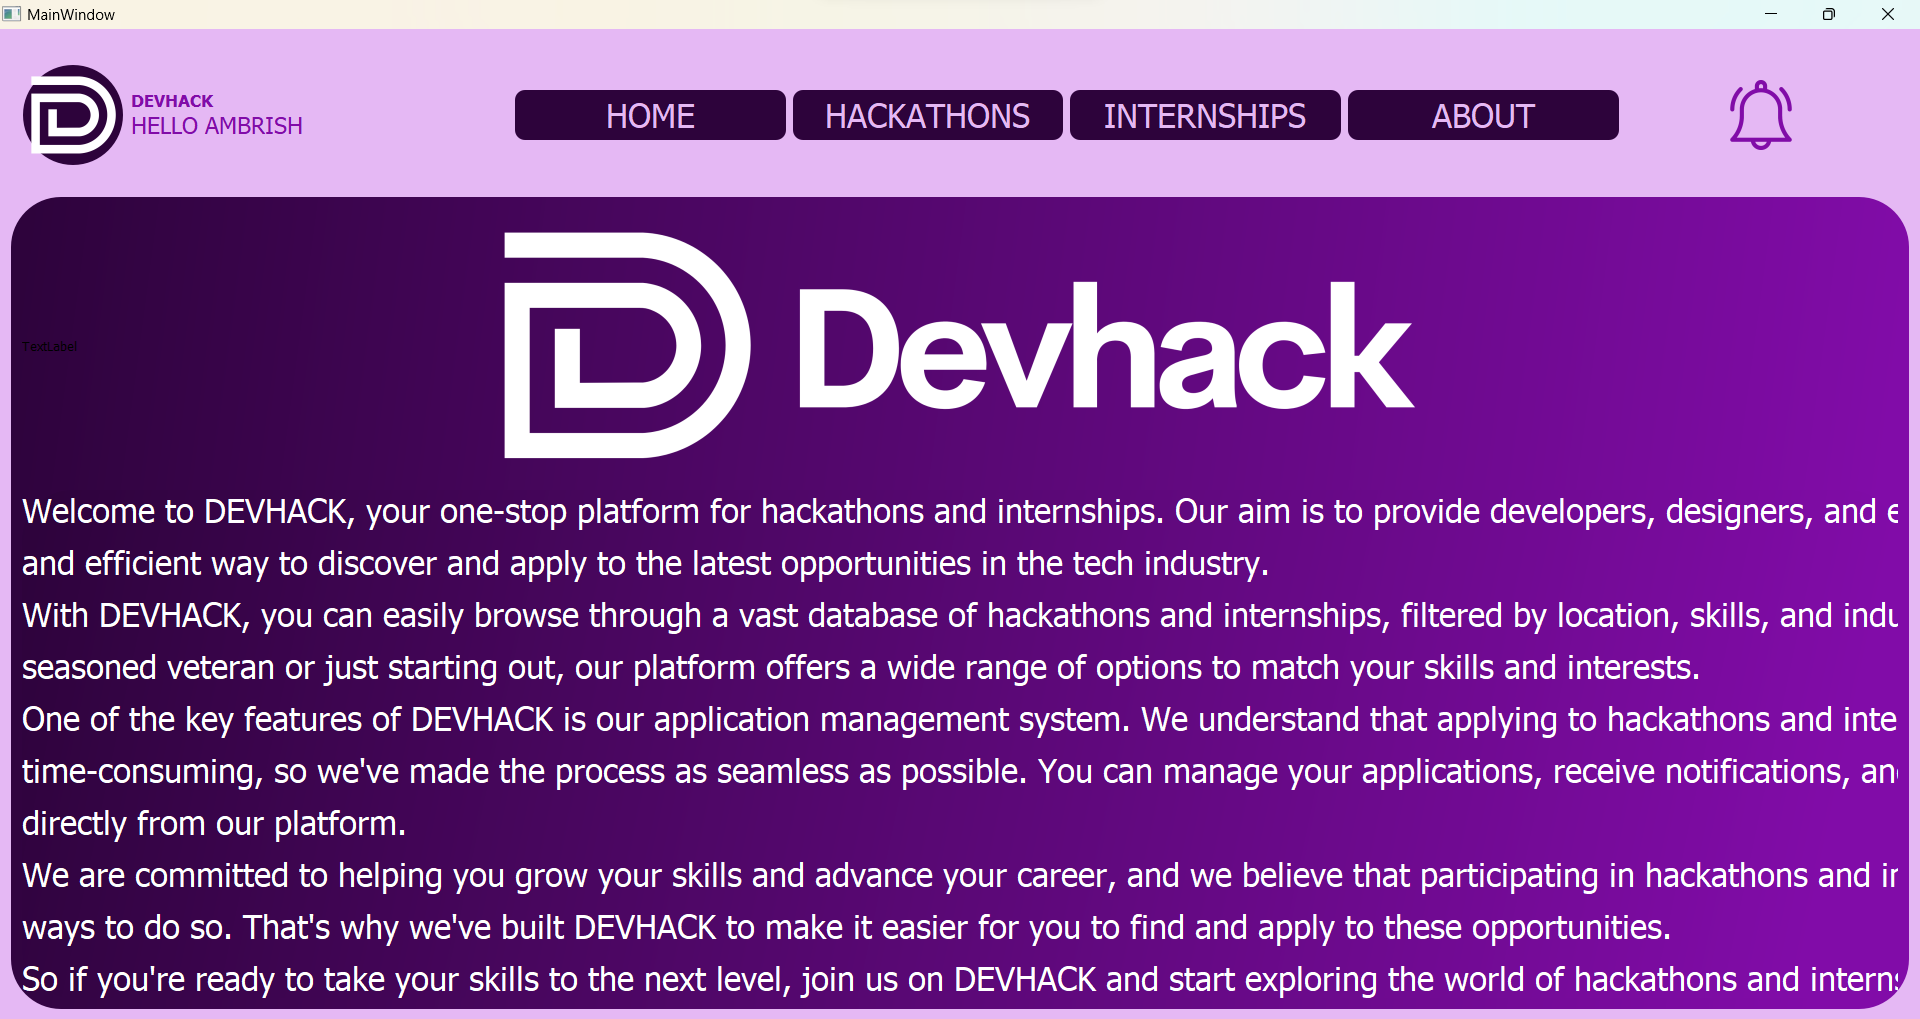 MainWindow
DEVHACK
HELLO AMBRISH
HOME
HACKATHONS
INTERNSHIPS
ABOUT
Devhack
TextLabel
Welcome to DEVHACK, your one-stop platform for hackathons and internships. Our aim is to provide developers, designers, and
and efficient way to discover and apply to the latest opportunities in the tech industry.
With DEVHACK, you can easily browse through a vast database of hackathons and internships, filtered by location, skills, and
seasoned veteran or just starting out, our platform offers a wide range of options to match your skills and interests.
One of the key features of DEVHACK is our application management system. We understand that applying to hackathons and
time-consuming, so we've made the process as seamless as possible. You can manage your applications, receive notifications,
directly from our platform.
We are committed to helping you grow your skills and advance your career, and we believe that participating in hackathons and
ways to do so. That's why we've built DEVHACK to make it easier for you to find and apply to these opportunities.
So if you're ready to take your skills to the next level, join us on DEVHACK and start exploring the world of hackathons and